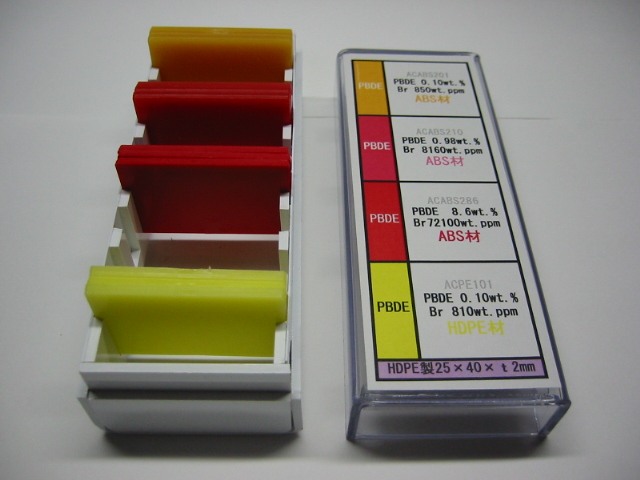 PBDE
ACABS201
PBDE 0.10wt.%
Br 850wt.ppm
ABS材
PBDE
ACABS210
PBDE 0.98wt.%
Br 8160wt.ppm
ABS材
PBDE
ACABS286
PBDE 8.6wt.%
Br72100wt.ppm
ABS材
PBDE
ACPE101
PBDE 0.10wt.%
Br 810wt.ppm
HDPE材
HDPE製25×40×t2mm